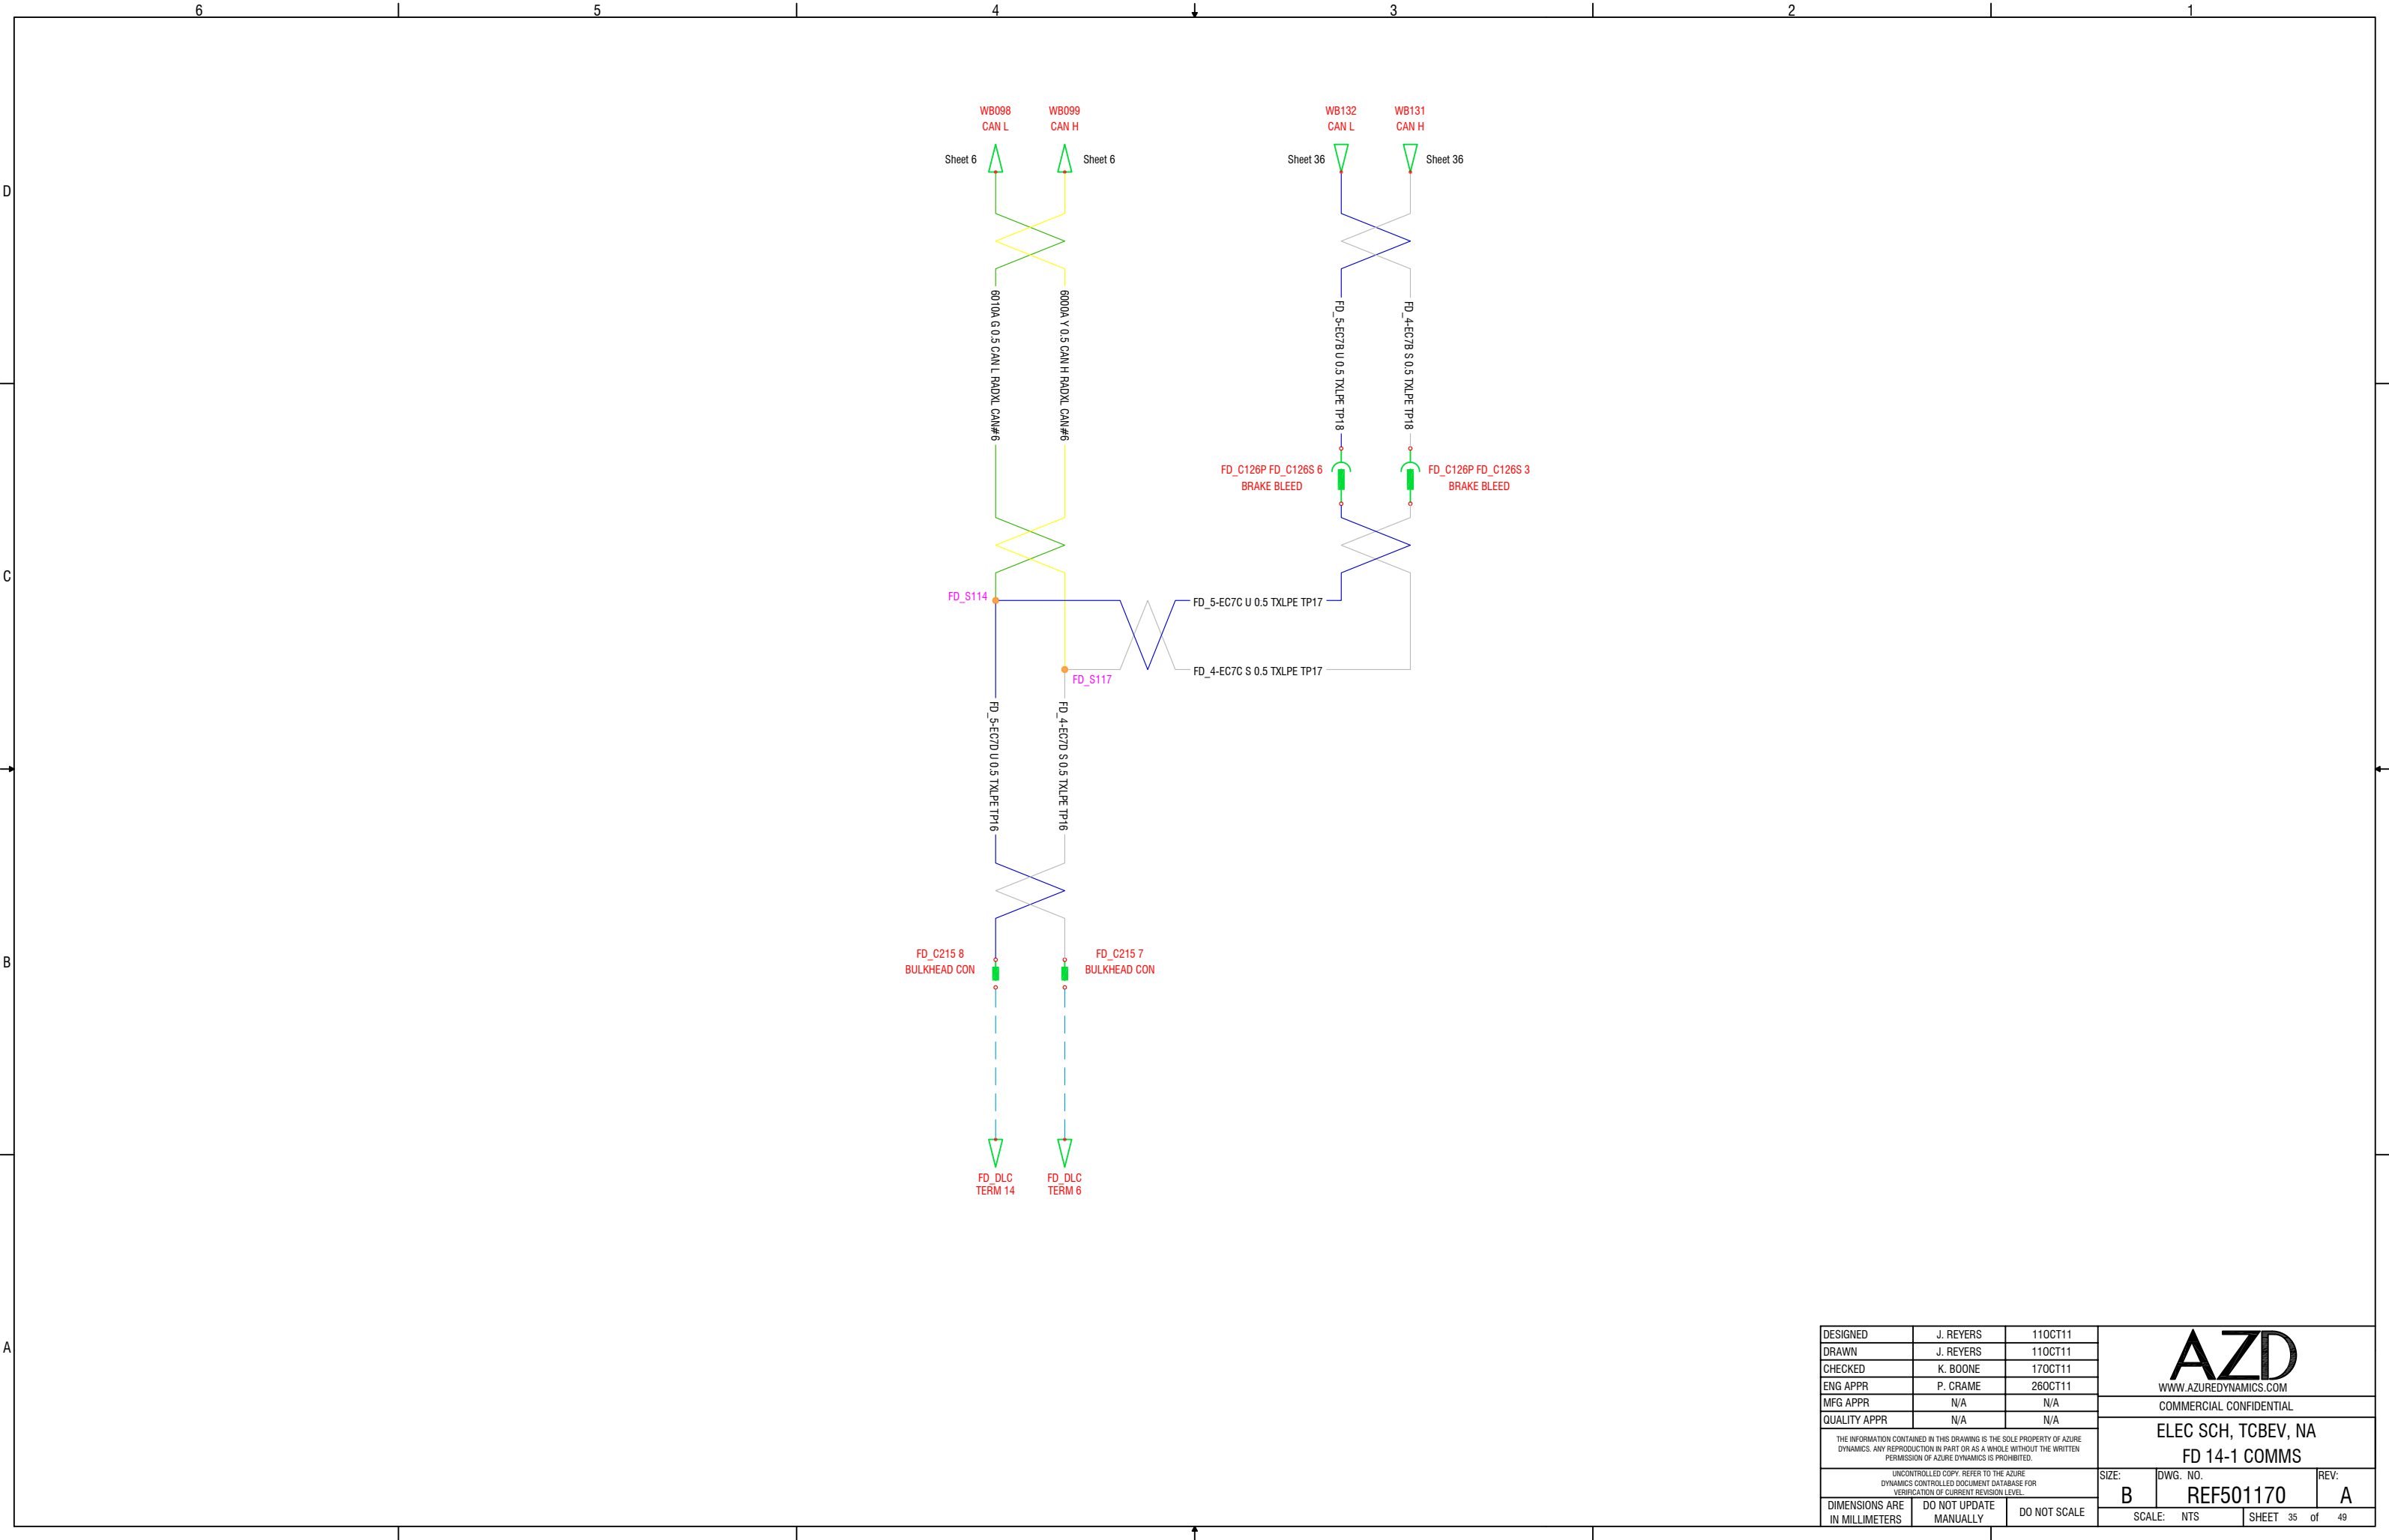 6 5 4 3 2 1
WB098 WB099 WB132 WB131
CAN L CAN H CAN L CAN H
Sheet 6 Sheet 6 Sheet 36 Sheet 36
D
6010A G 0.5 CAN L RADXL CAN#6
6000A Y 0.5 CAN H RADXL CAN#6
FD_5-EC7B U 0.5 TXLPE TP18
FD_4-EC7B S 0.5 TXLPE TP18
FD_C126P FD_C126S 6
BRAKE BLEED
FD_C126P FD_C126S 3
BRAKE BLEED
C
FD_S114
FD_5-EC7C U 0.5 TXLPE TP17
FD_4-EC7C S 0.5 TXLPE TP17
FD_S117
FD_5-EC7D U 0.5 TXLPE TP16
FD_4-EC7D S 0.5 TXLPE TP16
B
FD_C215 8
BULKHEAD CON
FD_C215 7
BULKHEAD CON
FD_DLC
TERM 14
FD_DLC
TERM 6
A
DESIGNED J. REYERS 11OCT11
DRAWN J. REYERS 11OCT11
CHECKED K. BOONE 17OCT11
ENG APPR P. CRAME 26OCT11
MFG APPR N/A N/A
QUALITY APPR N/A N/A
THE INFORMATION CONTAINED IN THIS DRAWING IS THE SOLE PROPERTY OF AZURE
DYNAMICS. ANY REPRODUCTION IN PART OR AS A WHOLE WITHOUT THE WRITTEN
PERMISSION OF AZURE DYNAMICS IS PROHIBITED.
UNCONTROLLED COPY. REFER TO THE AZURE
DYNAMICS CONTROLLED DOCUMENT DATABASE FOR
VERIFICATION OF CURRENT REVISION LEVEL.
DIMENSIONS ARE
IN MILLIMETERS
DO NOT UPDATE
MANUALLY
DO NOT SCALE
AZD
WWW.AZUREDYNAMICS.COM
COMMERCIAL CONFIDENTIAL
ELEC SCH, TCBEV, NA
FD 14-1 COMMS
SIZE: DWG. NO. REV:
B REF501170 A
SCALE: NTS SHEET 35 of 49